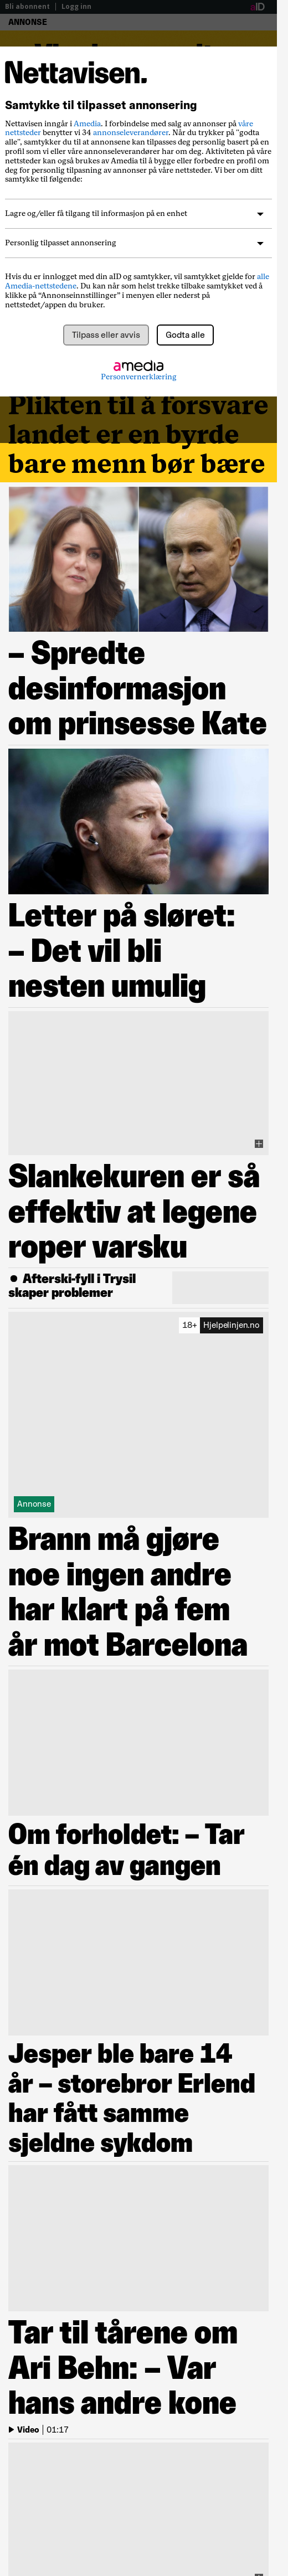 Bli abonnent | Logg inn
aID
ANNONSE
Nettavisen.
Samtykke til tilpasset annonsering
Nettavisen inngår i Amedia. I forbindelse med salg av annonser på våre
nettsteder benytter vi 34 annonseleverandører. Når du trykker på "godta
alle", samtykker du til at annonsene kan tilpasses deg personlig basert på en
profil som vi eller våre annonseleverandører har om deg. Aktiviteten på våre
nettsteder kan også brukes av Amedia til å bygge eller forbedre en profil om
deg for personlig tilpasning av annonser på våre nettsteder. Vi ber om ditt
samtykke til følgende:
Lagre og/eller få tilgang til informasjon på en enhet
Personlig tilpasset annonsering
Hvis du er innlogget med din aID og samtykker, vil samtykket gjelde for alle
Amedia-nettstedene. Du kan når som helst trekke tilbake samtykket ved å
klikke på “Annonseinnstillinger” i menyen eller nederst på
nettstedet/appen du bruker.
Tilpass eller avvis
Godta alle
amedia
Personvernerklæring
Plikten til å forsvare
landet er en byrde
bare menn bør bære
– Spredte
desinformasjon
om prinsesse Kate
Letter på sløret:
– Det vil bli
nesten umulig
Slankekuren er så
effektiv at legene
roper varsku
Afterski-fyll i Trysil
skaper problemer
18+ Hjelpelinjen.no
Annonse
Brann må gjøre
noe ingen andre
har klart på fem
år mot Barcelona
Om forholdet: – Tar
én dag av gangen
Jesper ble bare 14
år – storebror Erlend
har fått samme
sjeldne sykdom
Tar til tårene om
Ari Behn: – Var
hans andre kone
Video | 01:17